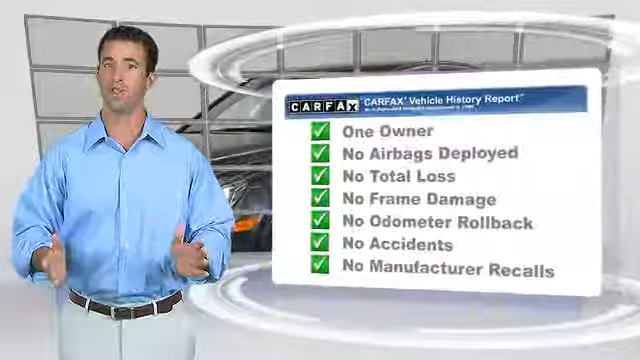 CARFAX CARFAX Vehicle History Report™
One Owner
No Airbags Deployed
No Total Loss
No Frame Damage
No Odometer Rollback
No Accidents
No Manufacturer Recalls